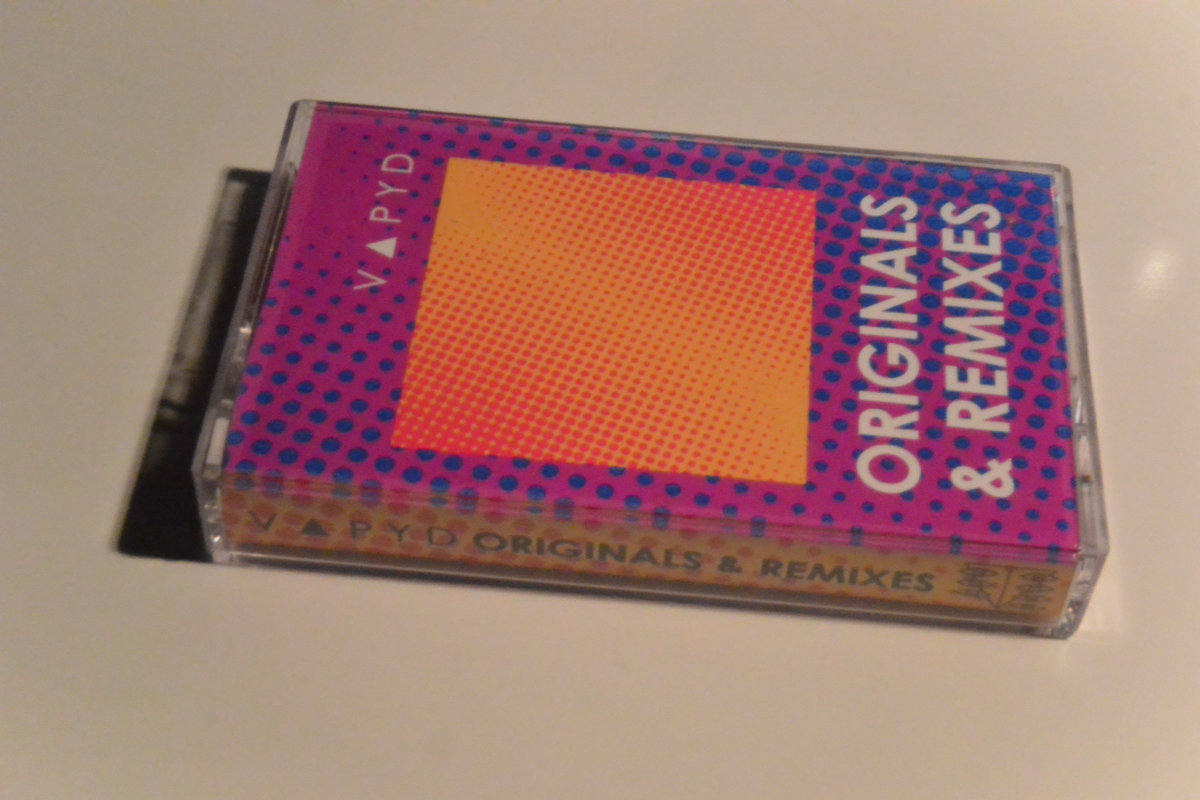 V▲PYD
ORIGINALS
& REMIXES
V▲PYD ORIGINALS & REMIXES